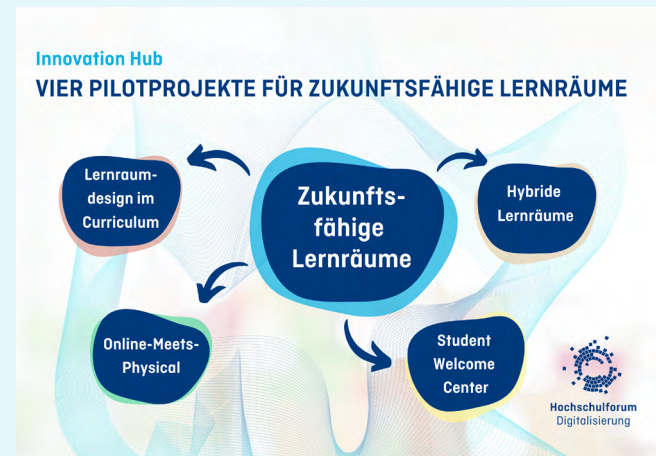 Innovation Hub
VIER PILOTPROJEKTE FÜR ZUKUNFTSFÄHIGE LERNRÄUME
Lernraum-
design im
Curriculum
Zukunfts-
fähige
Lernräume
Hybride
Lernräume
Online-Meets-
Physical
Student
Welcome
Center
Hochschulforum
Digitalisierung